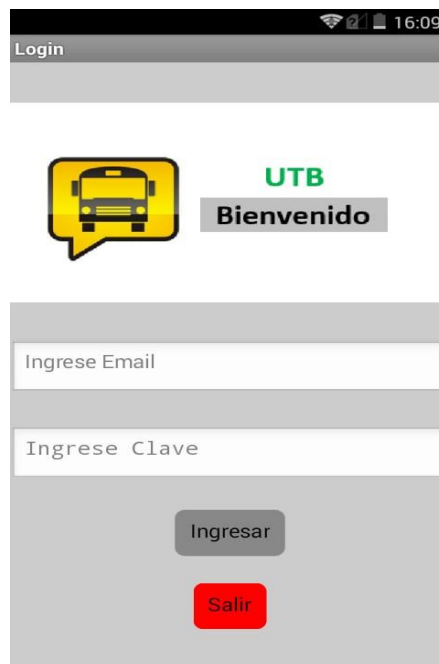 16:09
Login
UTB
Bienvenido
Ingrese Email
Ingrese Clave
Ingresar
Salir